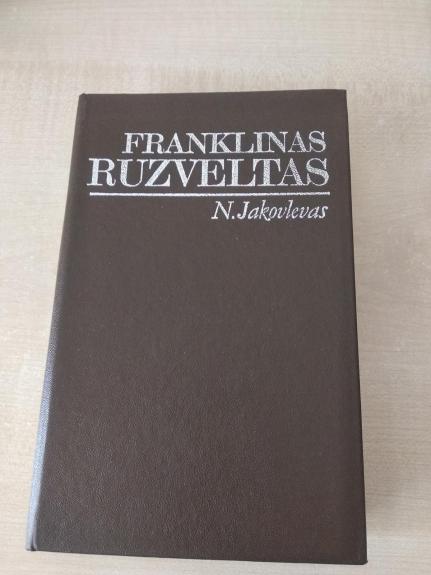 FRANKLINAS
RUZVELTAS
N. Jakovlevas